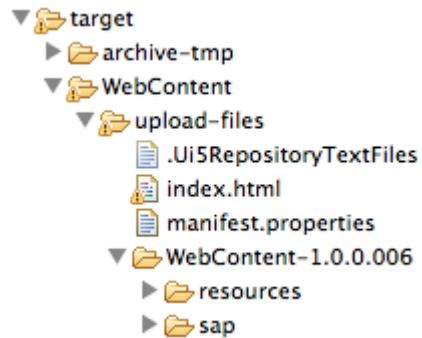 target
archive-tmp
WebContent
upload-files
.Ui5RepositoryTextFiles
index.html
manifest.properties
WebContent-1.0.0.006
resources
sap